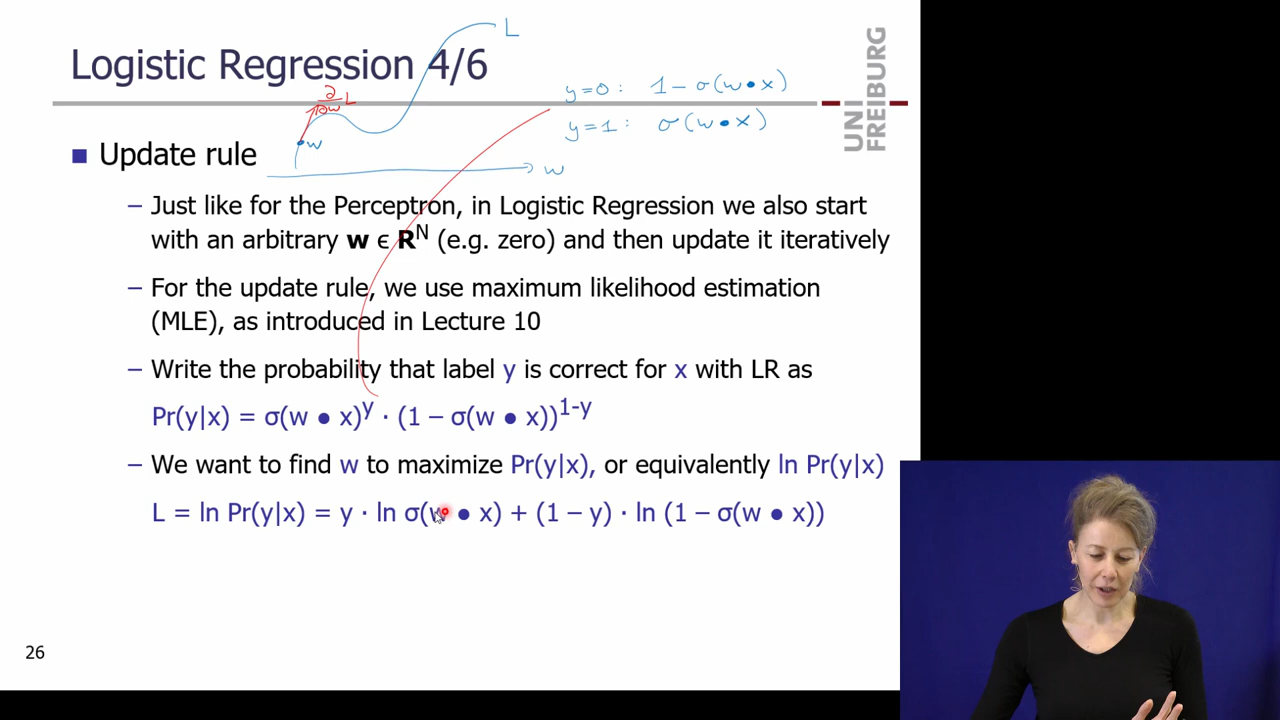 Logistic Regression 4/6
L
∂/∂w L
w
w
y=0: 1 - σ(w • x)
y=1: σ(w • x)
UNI
FREIBURG
■ Update rule
– Just like for the Perceptron, in Logistic Regression we also start
with an arbitrary w ϵ R^N (e.g. zero) and then update it iteratively
– For the update rule, we use maximum likelihood estimation
(MLE), as introduced in Lecture 10
– Write the probability that label y is correct for x with LR as
Pr(y|x) = σ(w ● x)^y · (1 – σ(w ● x))^1-y
– We want to find w to maximize Pr(y|x), or equivalently ln Pr(y|x)
L = ln Pr(y|x) = y · ln σ(w ● x) + (1 – y) · ln (1 – σ(w ● x))
26